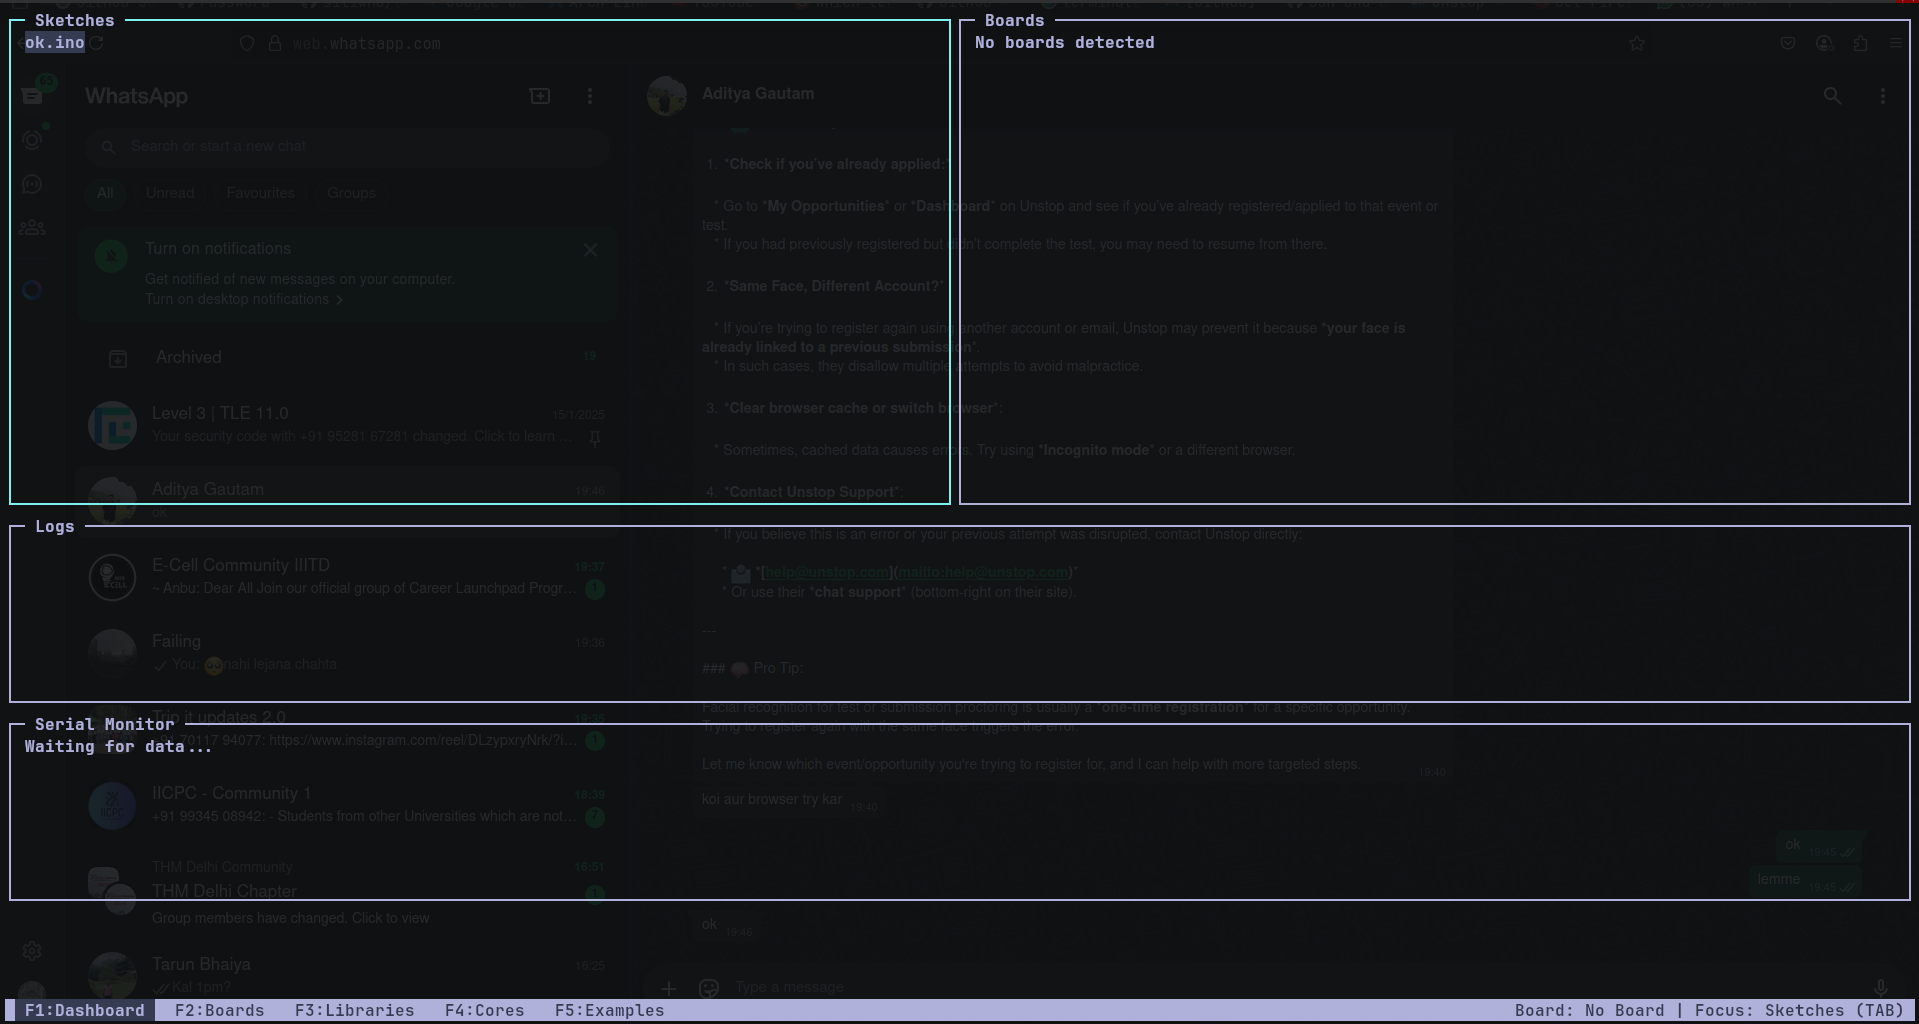 Sketches
Boards
ok.ino
No boards detected
web.whatsapp.com
65
WhatsApp
Aditya Gautam
Search or start a new chat
All Unread Favourites Groups
Turn on notifications
Get notified of new messages on your computer.
Turn on desktop notifications >
Archived 19
Level 3 | TLE 11.0 15/1/2025
Your security code with +91 95281 67281 changed. Click to learn ...
Aditya Gautam 19:46
ok
1. *Check if you've already applied:*
* Go to *My Opportunities* or *Dashboard* on Unstop and see if you've already registered/applied to that event or
test.
* If you had previously registered but didn't complete the test, you may need to resume from there.
2. *Same Face, Different Account?*
* If you're trying to register again using another account or email, Unstop may prevent it because *your face is
already linked to a previous submission*.
* In such cases, they disallow multiple attempts to avoid malpractice.
3. *Clear browser cache or switch browser*:
* Sometimes, cached data causes errors. Try using *Incognito mode* or a different browser.
4. *Contact Unstop Support*:
Logs
* If you believe this is an error or your previous attempt was disrupted, contact Unstop directly:
* *[help@unstop.com](mailto:help@unstop.com)*
* Or use their *chat support* (bottom-right on their site).
---
### Pro Tip:
Facial recognition for test or submission proctoring is usually a *one-time registration* for a specific opportunity.
Trying to register again with the same face triggers the error.
Let me know which event/opportunity you're trying to register for, and I can help with more targeted steps.
19:40
koi aur browser try kar 19:40
ok 19:45
lemme 19:45
ok 19:46
Type a message
E-Cell Community IIITD 19:37
~ Anbu: Dear All Join our official group of Career Launchpad Progr... 1
Failing 19:36
You: nahi lejana chahta
Trip it updates 2.0 19:35
Serial Monitor
+91 70117 94077: https://www.instagram.com/reel/DLzypxryNrk/?i... 1
Waiting for data...
IICPC - Community 1 18:39
+91 99345 08942: - Students from other Universities which are not... 7
THM Delhi Community 16:51
THM Delhi Chapter 1
Group members have changed. Click to view
Tarun Bhaiya 16:25
Kal 1pm?
F1:Dashboard F2:Boards F3:Libraries F4:Cores F5:Examples Board: No Board | Focus: Sketches (TAB)